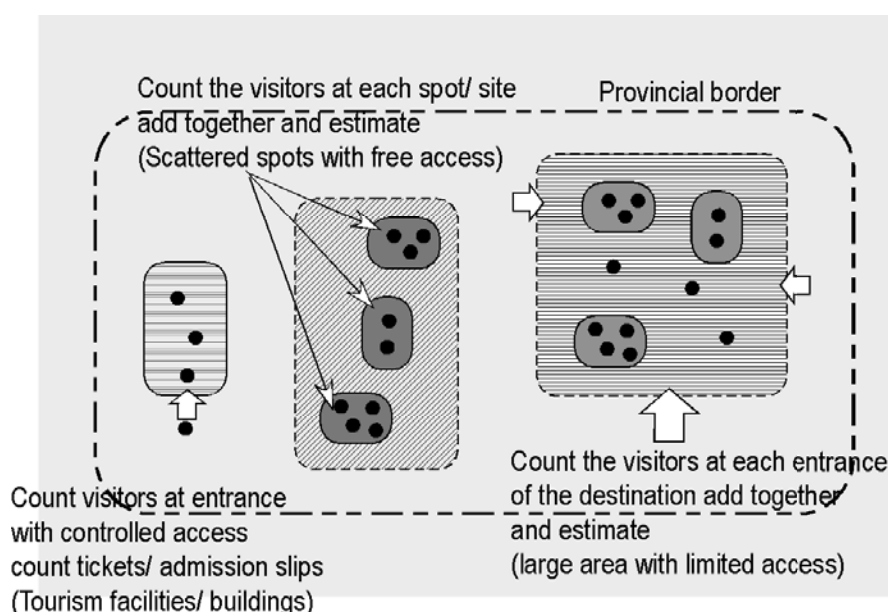 Count the visitors at each spot/ site
add together and estimate
(Scattered spots with free access)
Provincial border
Count visitors at entrance
with controlled access
count tickets/ admission slips
(Tourism facilities/ buildings)
Count the visitors at each entrance
of the destination add together
and estimate
(large area with limited access)